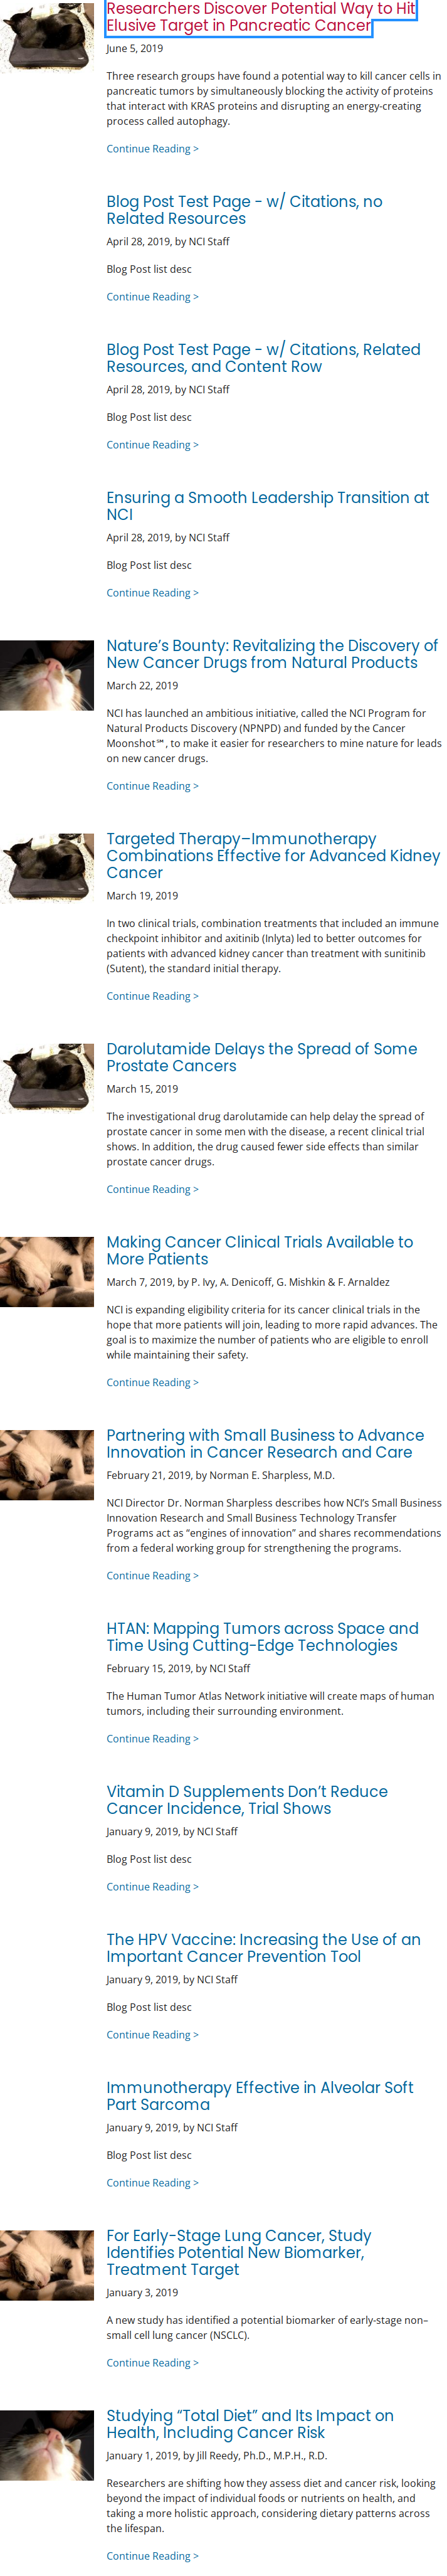 Researchers Discover Potential Way to Hit
Elusive Target in Pancreatic Cancer
June 5, 2019
Three research groups have found a potential way to kill cancer cells in
pancreatic tumors by simultaneously blocking the activity of proteins
that interact with KRAS proteins and disrupting an energy-creating
process called autophagy.
Continue Reading >
Blog Post Test Page - w/ Citations, no
Related Resources
April 28, 2019, by NCI Staff
Blog Post list desc
Continue Reading >
Blog Post Test Page - w/ Citations, Related
Resources, and Content Row
April 28, 2019, by NCI Staff
Blog Post list desc
Continue Reading >
Ensuring a Smooth Leadership Transition at
NCI
April 28, 2019, by NCI Staff
Blog Post list desc
Continue Reading >
Nature’s Bounty: Revitalizing the Discovery of
New Cancer Drugs from Natural Products
March 22, 2019
NCI has launched an ambitious initiative, called the NCI Program for
Natural Products Discovery (NPNPD) and funded by the Cancer
Moonshot℠, to make it easier for researchers to mine nature for leads
on new cancer drugs.
Continue Reading >
Targeted Therapy–Immunotherapy
Combinations Effective for Advanced Kidney
Cancer
March 19, 2019
In two clinical trials, combination treatments that included an immune
checkpoint inhibitor and axitinib (Inlyta) led to better outcomes for
patients with advanced kidney cancer than treatment with sunitinib
(Sutent), the standard initial therapy.
Continue Reading >
Darolutamide Delays the Spread of Some
Prostate Cancers
March 15, 2019
The investigational drug darolutamide can help delay the spread of
prostate cancer in some men with the disease, a recent clinical trial
shows. In addition, the drug caused fewer side effects than similar
prostate cancer drugs.
Continue Reading >
Making Cancer Clinical Trials Available to
More Patients
March 7, 2019, by P. Ivy, A. Denicoff, G. Mishkin & F. Arnaldez
NCI is expanding eligibility criteria for its cancer clinical trials in the
hope that more patients will join, leading to more rapid advances. The
goal is to maximize the number of patients who are eligible to enroll
while maintaining their safety.
Continue Reading >
Partnering with Small Business to Advance
Innovation in Cancer Research and Care
February 21, 2019, by Norman E. Sharpless, M.D.
NCI Director Dr. Norman Sharpless describes how NCI’s Small Business
Innovation Research and Small Business Technology Transfer
Programs act as “engines of innovation” and shares recommendations
from a federal working group for strengthening the programs.
Continue Reading >
HTAN: Mapping Tumors across Space and
Time Using Cutting-Edge Technologies
February 15, 2019, by NCI Staff
The Human Tumor Atlas Network initiative will create maps of human
tumors, including their surrounding environment.
Continue Reading >
Vitamin D Supplements Don’t Reduce
Cancer Incidence, Trial Shows
January 9, 2019, by NCI Staff
Blog Post list desc
Continue Reading >
The HPV Vaccine: Increasing the Use of an
Important Cancer Prevention Tool
January 9, 2019, by NCI Staff
Blog Post list desc
Continue Reading >
Immunotherapy Effective in Alveolar Soft
Part Sarcoma
January 9, 2019, by NCI Staff
Blog Post list desc
Continue Reading >
For Early-Stage Lung Cancer, Study
Identifies Potential New Biomarker,
Treatment Target
January 3, 2019
A new study has identified a potential biomarker of early-stage non–
small cell lung cancer (NSCLC).
Continue Reading >
Studying “Total Diet” and Its Impact on
Health, Including Cancer Risk
January 1, 2019, by Jill Reedy, Ph.D., M.P.H., R.D.
Researchers are shifting how they assess diet and cancer risk, looking
beyond the impact of individual foods or nutrients on health, and
taking a more holistic approach, considering dietary patterns across
the lifespan.
Continue Reading >